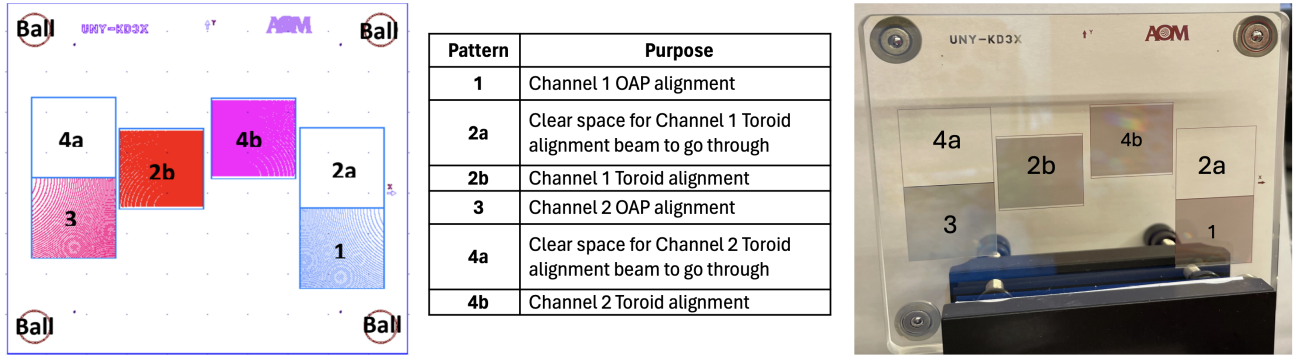 Ball
UNY-KD3X
Y
AOM
Ball
4a
2b
4b
2a
3
1
X
Ball
Ball
Pattern Purpose
1 Channel 1 OAP alignment
2a Clear space for Channel 1 Toroid
alignment beam to go through
2b Channel 1 Toroid alignment
3 Channel 2 OAP alignment
4a Clear space for Channel 2 Toroid
alignment beam to go through
4b Channel 2 Toroid alignment
UNY-KD3X
Y
AOM
4a
2b
4b
2a
3
1
X